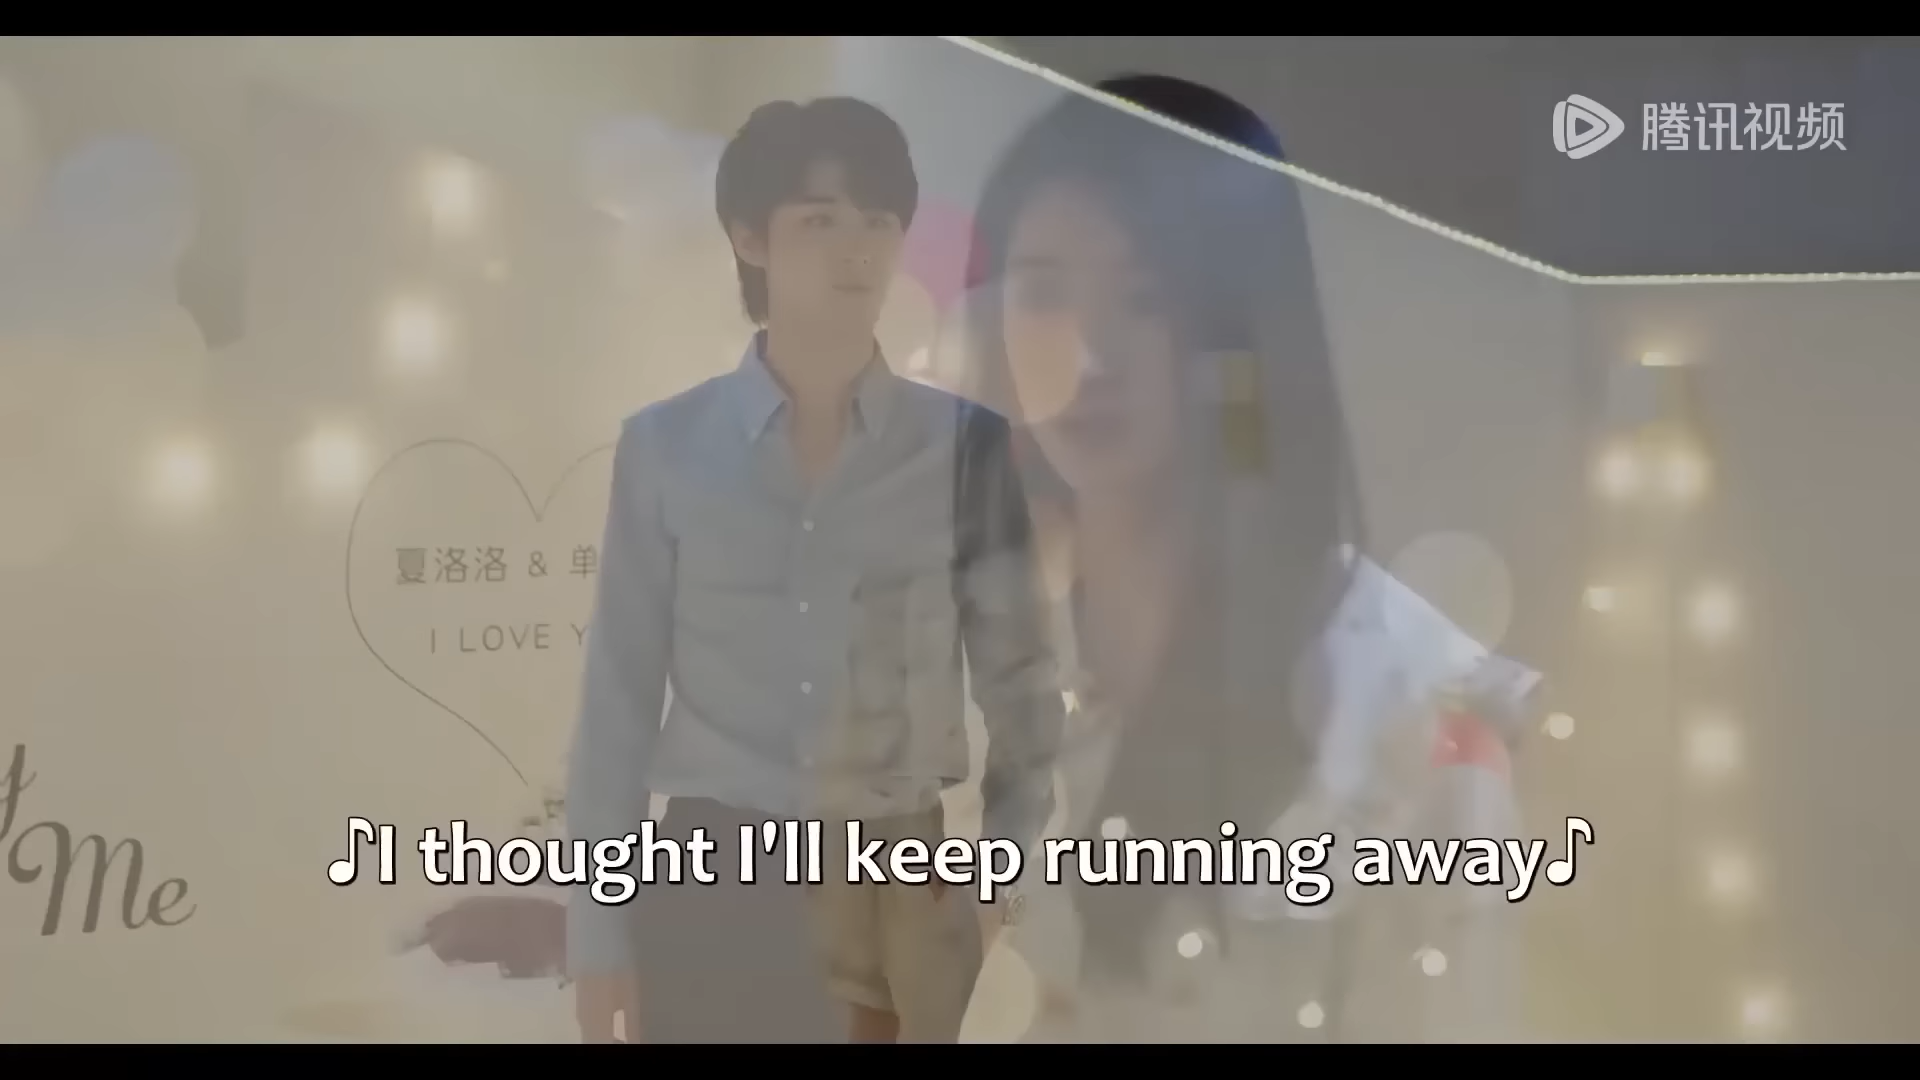 腾讯视频
夏洛洛 & 单
I LOVE Y
Me
♪I thought I'll keep running away♪